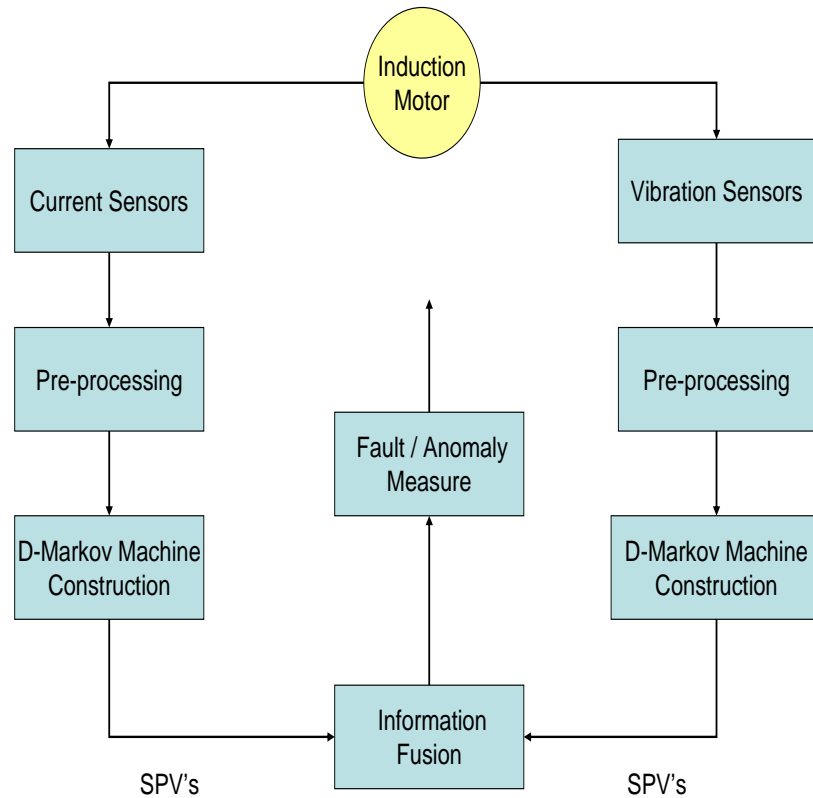 Induction
Motor
Current Sensors
Vibration Sensors
Pre-processing
Pre-processing
Fault / Anomaly
Measure
D-Markov Machine
Construction
D-Markov Machine
Construction
Information
Fusion
SPV's
SPV's